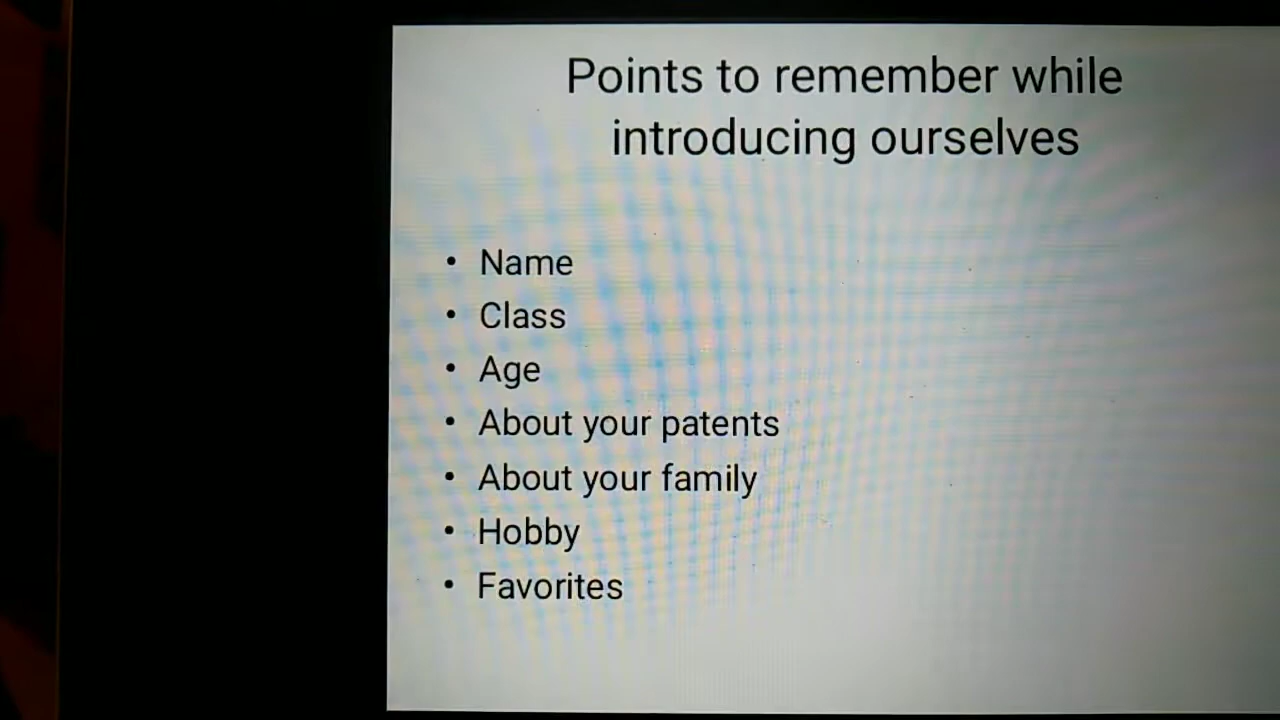 Points to remember while
introducing ourselves
• Name
• Class
• Age
• About your patents
• About your family
• Hobby
• Favorites